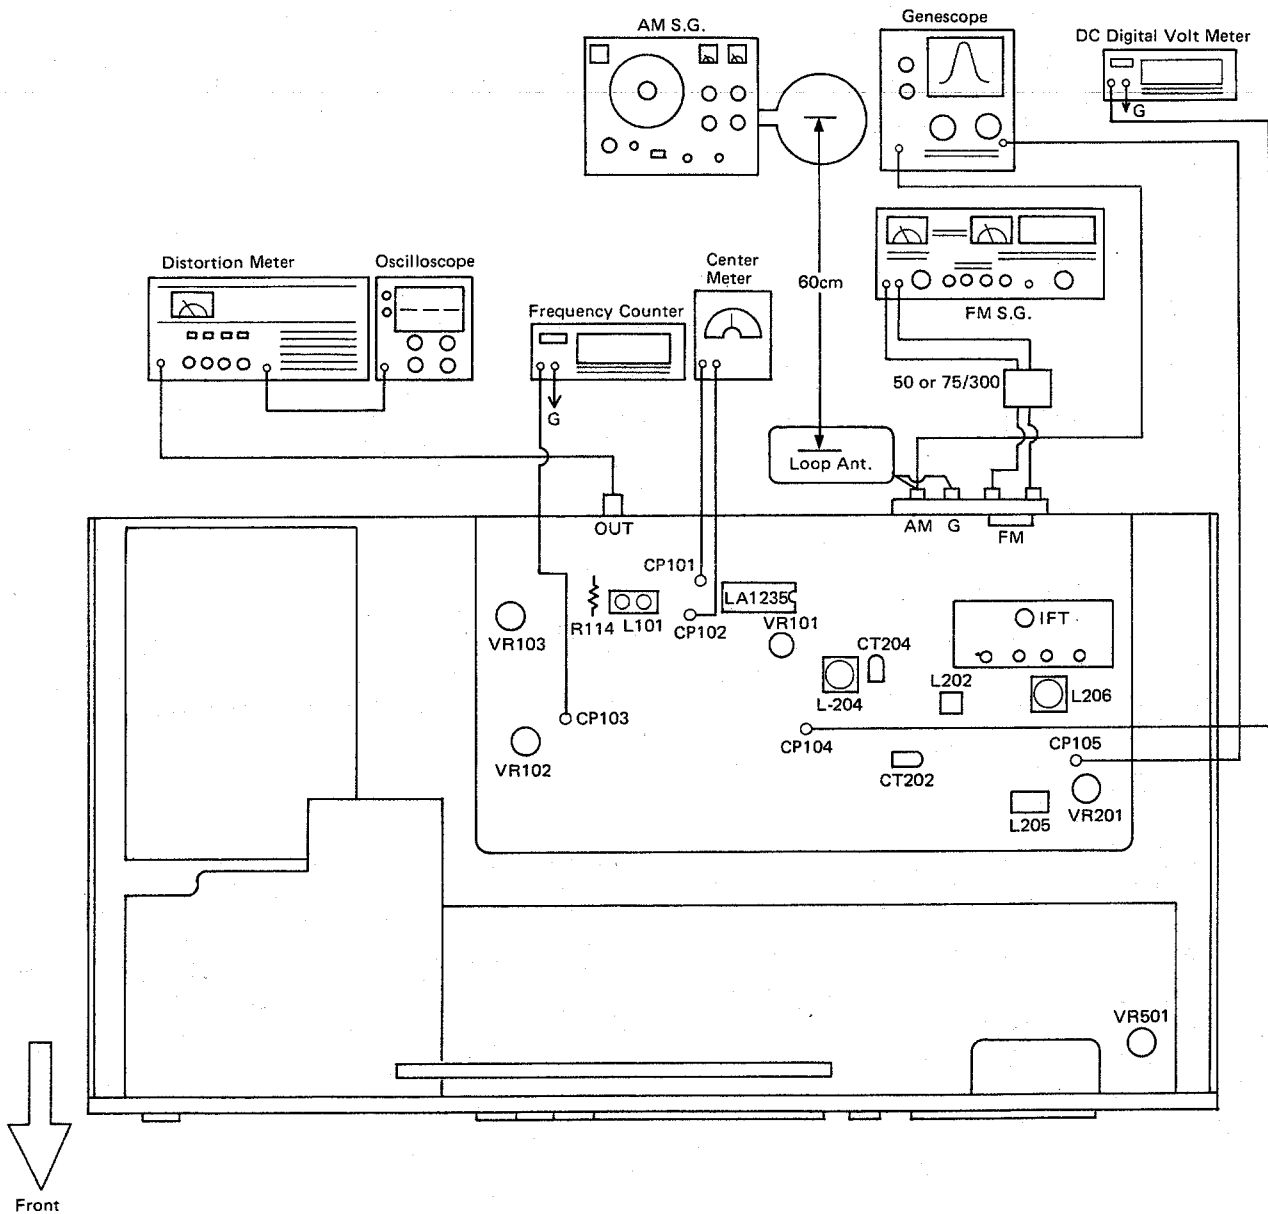 AM S.G.
Genescope
DC Digital Volt Meter
G
Distortion Meter
Oscilloscope
Frequency Counter
G
Center
Meter
60cm
FM S.G.
50 or 75/300
Loop Ant.
OUT
AM G
FM
CP101
LA1235
VR103
R114
L101
CP102
VR101
CT204
IFT
L-204
L202
L206
CP103
VR102
CP104
CP105
CT202
L205
VR201
VR501
Front